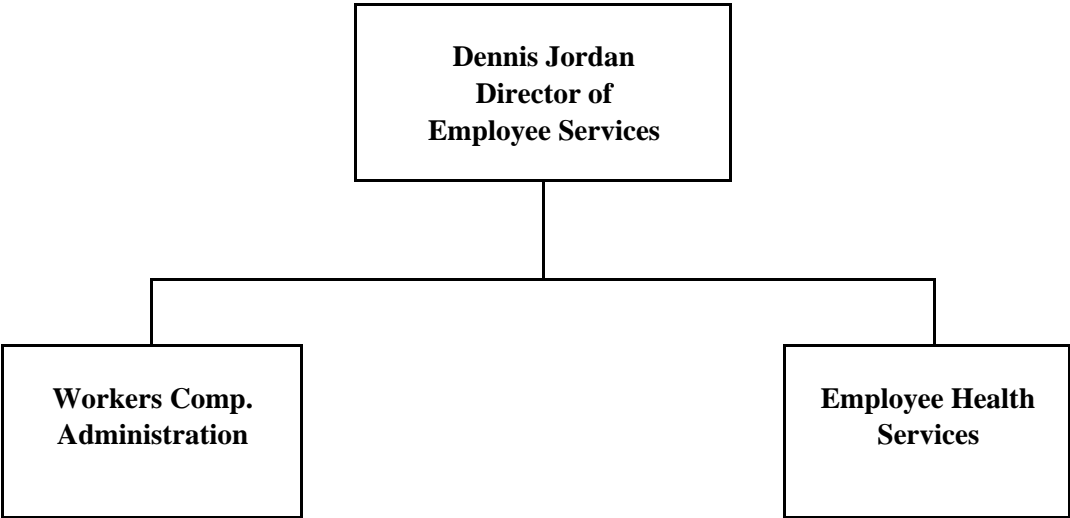 Dennis Jordan
Director of
Employee Services
Workers Comp.
Administration
Employee Health
Services